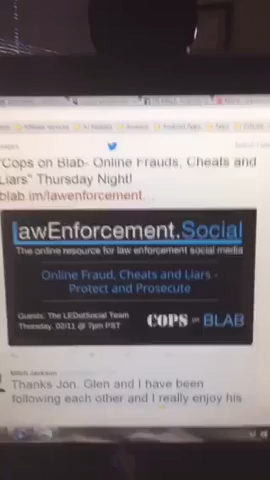 "Cops on Blab- Online Frauds, Cheats and
Liars" Thursday Night!
blab.im/lawenforcement...
LawEnforcement.Social
The online resource for law enforcement social media
Online Fraud, Cheats and Liars -
Protect and Prosecute
Guests: The LEDotSocial Team
Thursday, 02/11 @ 7pm PST
COPS on BLAB
Mitch Jackson
Thanks Jon. Glen and I have been
following each other and I really enjoy his